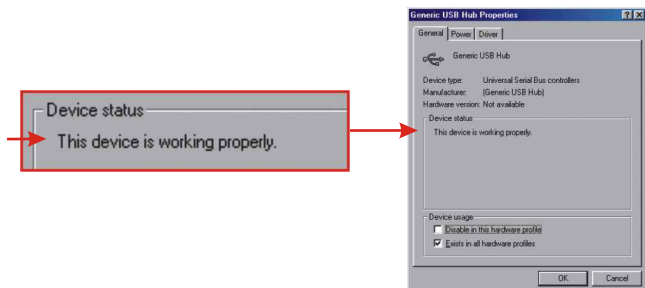 Device status
This device is working properly.
Generic USB Hub Properties
General Power Driver
Generic USB Hub
Device type: Universal Serial Bus controllers
Manufacturer: (Generic USB Hub)
Hardware version: Not available
Device status
This device is working properly.
Device usage
Disable in this hardware profile
Exists in all hardware profiles
OK Cancel